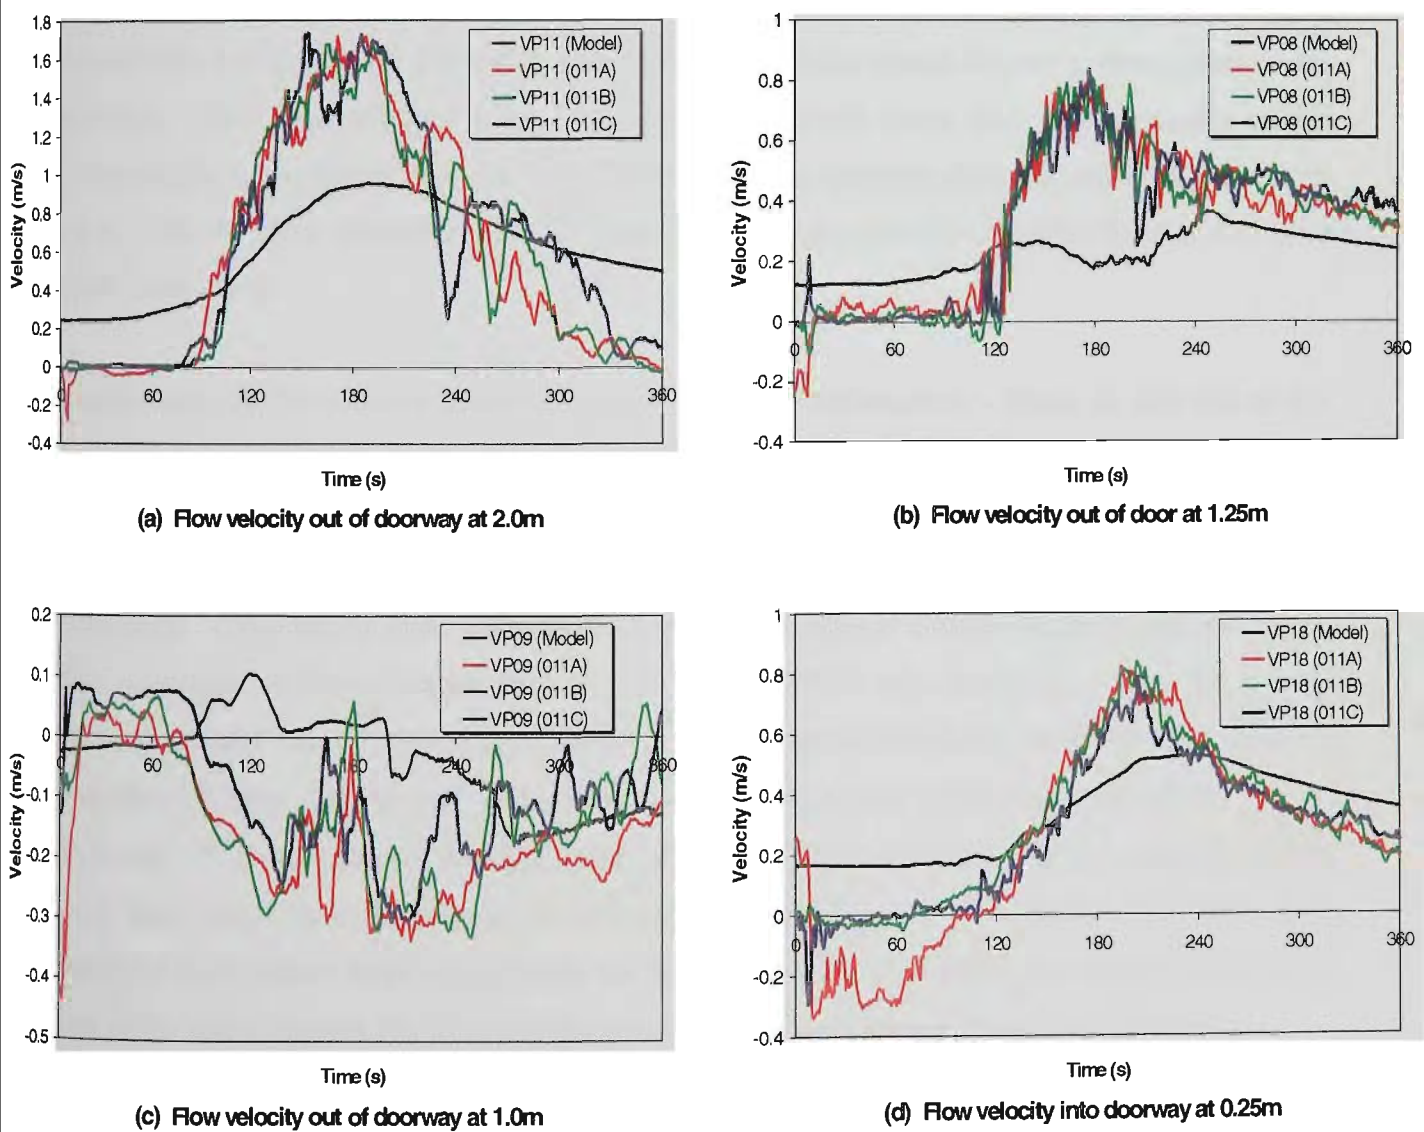 1.8
1.6
1.4
1.2
1
0.8
0.6
0.4
0.2
0
-0.2
-0.4
Velocity (m/s)
VP11 (Model)
VP11 (011A)
VP11 (011B)
VP11 (011C)
0 60 120 180 240 300 360
Time (s)
(a) Flow velocity out of doorway at 2.0m
1
0.8
0.6
0.4
0.2
0
-0.2
-0.4
Velocity (m/s)
VP08 (Model)
VP08 (011A)
VP08 (011B)
VP08 (011C)
0 60 120 180 240 300 360
Time (s)
(b) Flow velocity out of door at 1.25m
0.2
0.1
0
-0.1
-0.2
-0.3
-0.4
-0.5
Velocity (m/s)
VP09 (Model)
VP09 (011A)
VP09 (011B)
VP09 (011C)
0 60 120 180 240 300 360
Time (s)
(c) Flow velocity out of doorway at 1.0m
1
0.8
0.6
0.4
0.2
0
-0.2
-0.4
Velocity (m/s)
VP18 (Model)
VP18 (011A)
VP18 (011B)
VP18 (011C)
0 60 120 180 240 300 360
Time (s)
(d) Flow velocity into doorway at 0.25m